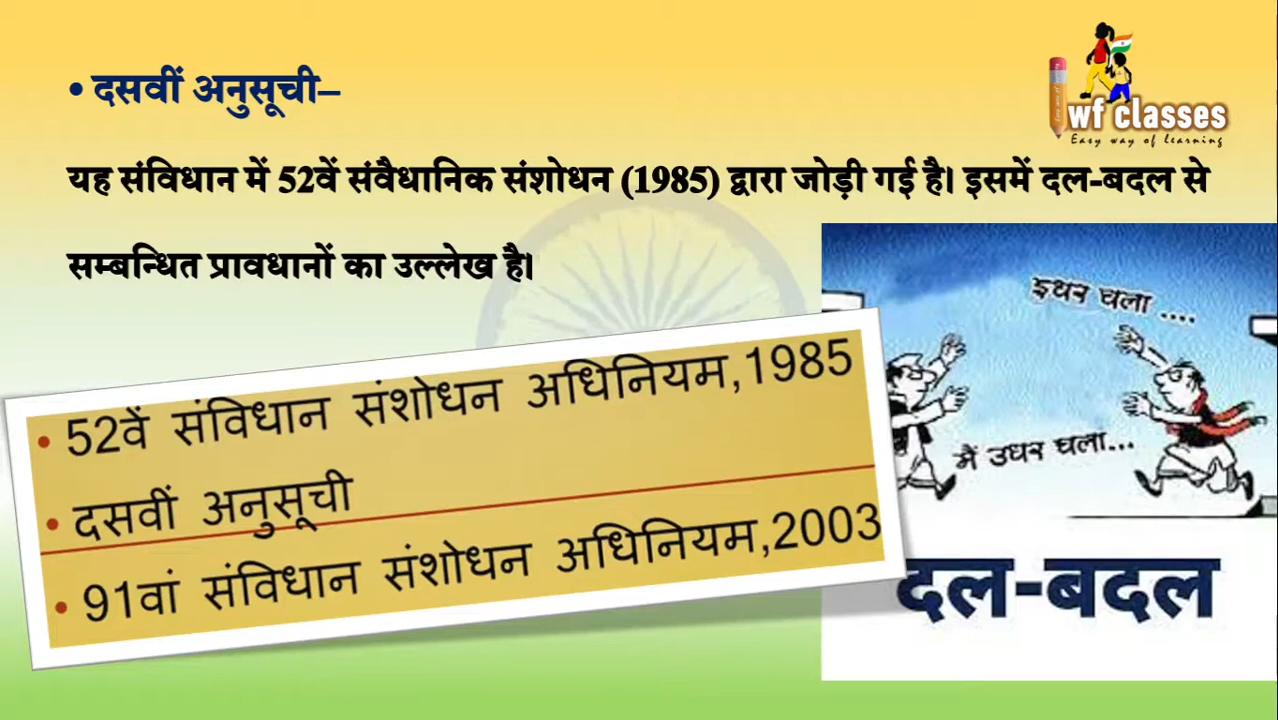 • दसवीं अनुसूची–
wf classes
Easy way of learning
यह संविधान में 52वें संवैधानिक संशोधन (1985) द्वारा जोड़ी गई है। इसमें दल-बदल से
सम्बन्धित प्रावधानों का उल्लेख है।
इधर चला ....
मैं उधर चला...
• 52वें संविधान संशोधन अधिनियम,1985
• दसवीं अनुसूची
• 91वां संविधान संशोधन अधिनियम,2003
दल-बदल